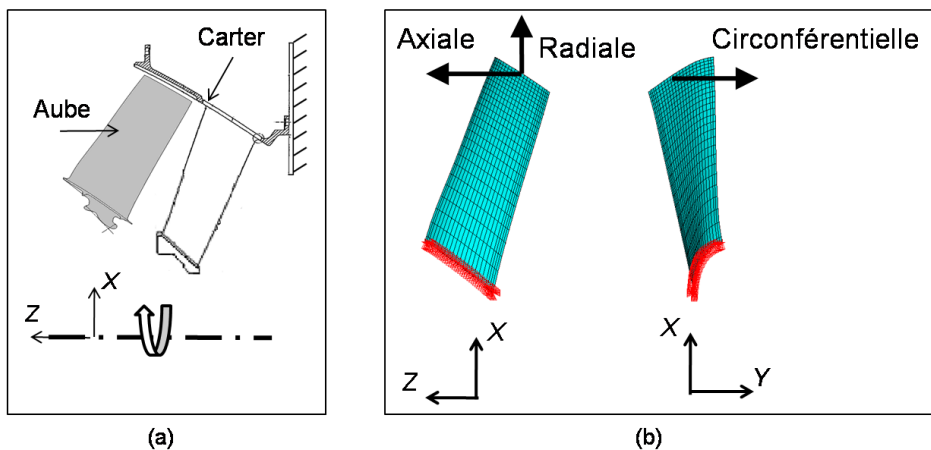 Carter
Aube
X
Z
(a)
Axiale
Radiale
Circonférentielle
X
Z
X
Y
(b)